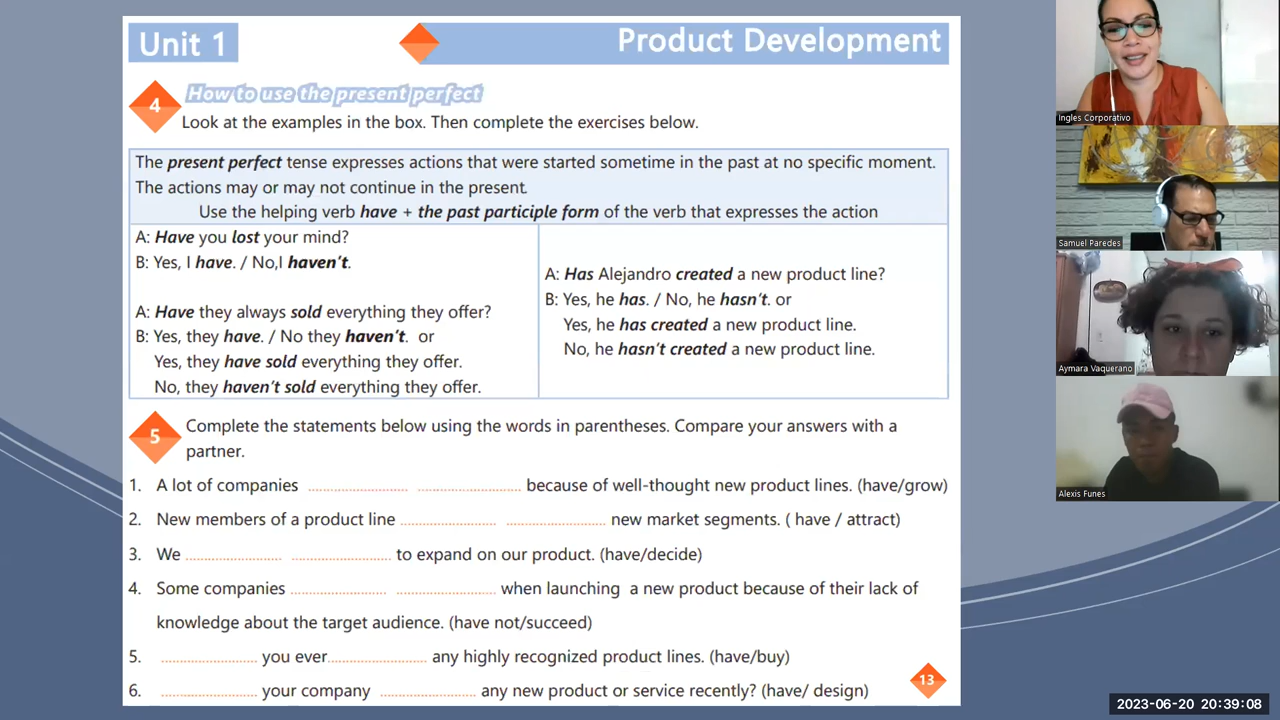 Unit 1
Product Development
4
How to use the present perfect
Look at the examples in the box. Then complete the exercises below.
The present perfect tense expresses actions that were started sometime in the past at no specific moment.
The actions may or may not continue in the present.
Use the helping verb have + the past participle form of the verb that expresses the action
A: Have you lost your mind?
B: Yes, I have. / No,I haven't.
A: Have they always sold everything they offer?
B: Yes, they have. / No they haven't. or
Yes, they have sold everything they offer.
No, they haven't sold everything they offer.
A: Has Alejandro created a new product line?
B: Yes, he has. / No, he hasn't. or
Yes, he has created a new product line.
No, he hasn't created a new product line.
5
Complete the statements below using the words in parentheses. Compare your answers with a
partner.
1. A lot of companies ........................ ........................ because of well-thought new product lines. (have/grow)
2. New members of a product line ........................ ........................ new market segments. ( have / attract)
3. We ........................ ........................ to expand on our product. (have/decide)
4. Some companies ........................ ........................ when launching a new product because of their lack of
knowledge about the target audience. (have not/succeed)
5. ........................ you ever........................ any highly recognized product lines. (have/buy)
6. ........................ your company ........................ any new product or service recently? (have/ design)
13
Ingles Corporativo
Samuel Paredes
Aymara Vaquerano
Alexis Funes
2023-06-20 20:39:08